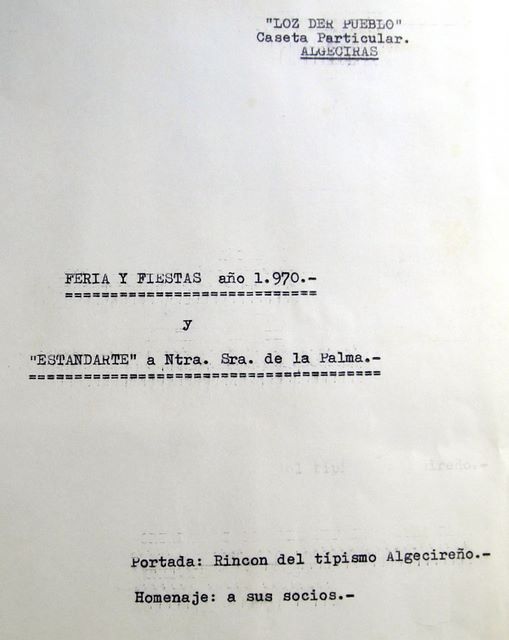 "LOZ DER PUEBLO"
Caseta Particular.
ALGECIRAS
FERIA Y FIESTAS año 1.970.-
y
"ESTANDARTE" a Ntra. Sra. de la Palma.-
Portada: Rincon del tipismo Algecireño.-
Homenaje: a sus socios.-